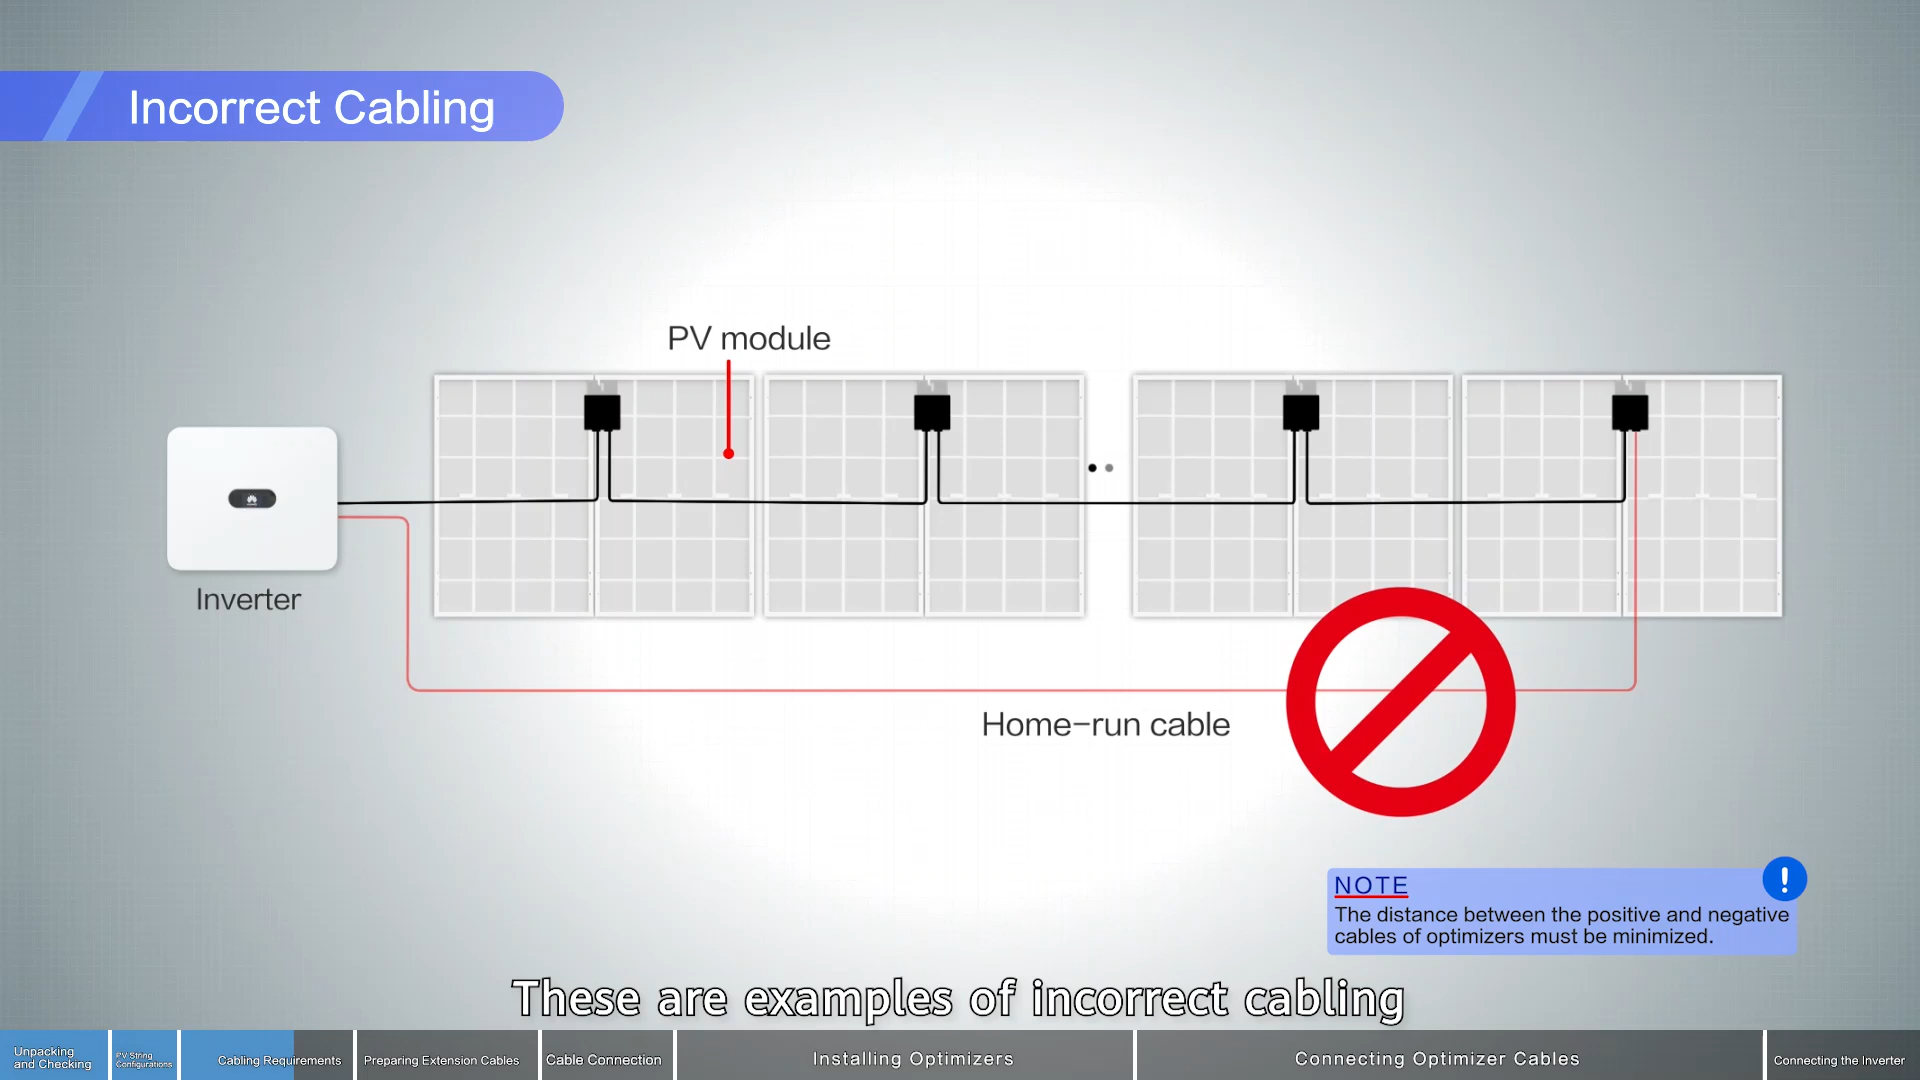 Incorrect Cabling
PV module
Inverter
Home-run cable
NOTE
The distance between the positive and negative
cables of optimizers must be minimized.
These are examples of incorrect cabling
Unpacking
and Checking
PV String
Configurations
Cabling Requirements
Preparing Extension Cables
Cable Connection
Installing Optimizers
Connecting Optimizer Cables
Connecting the Inverter